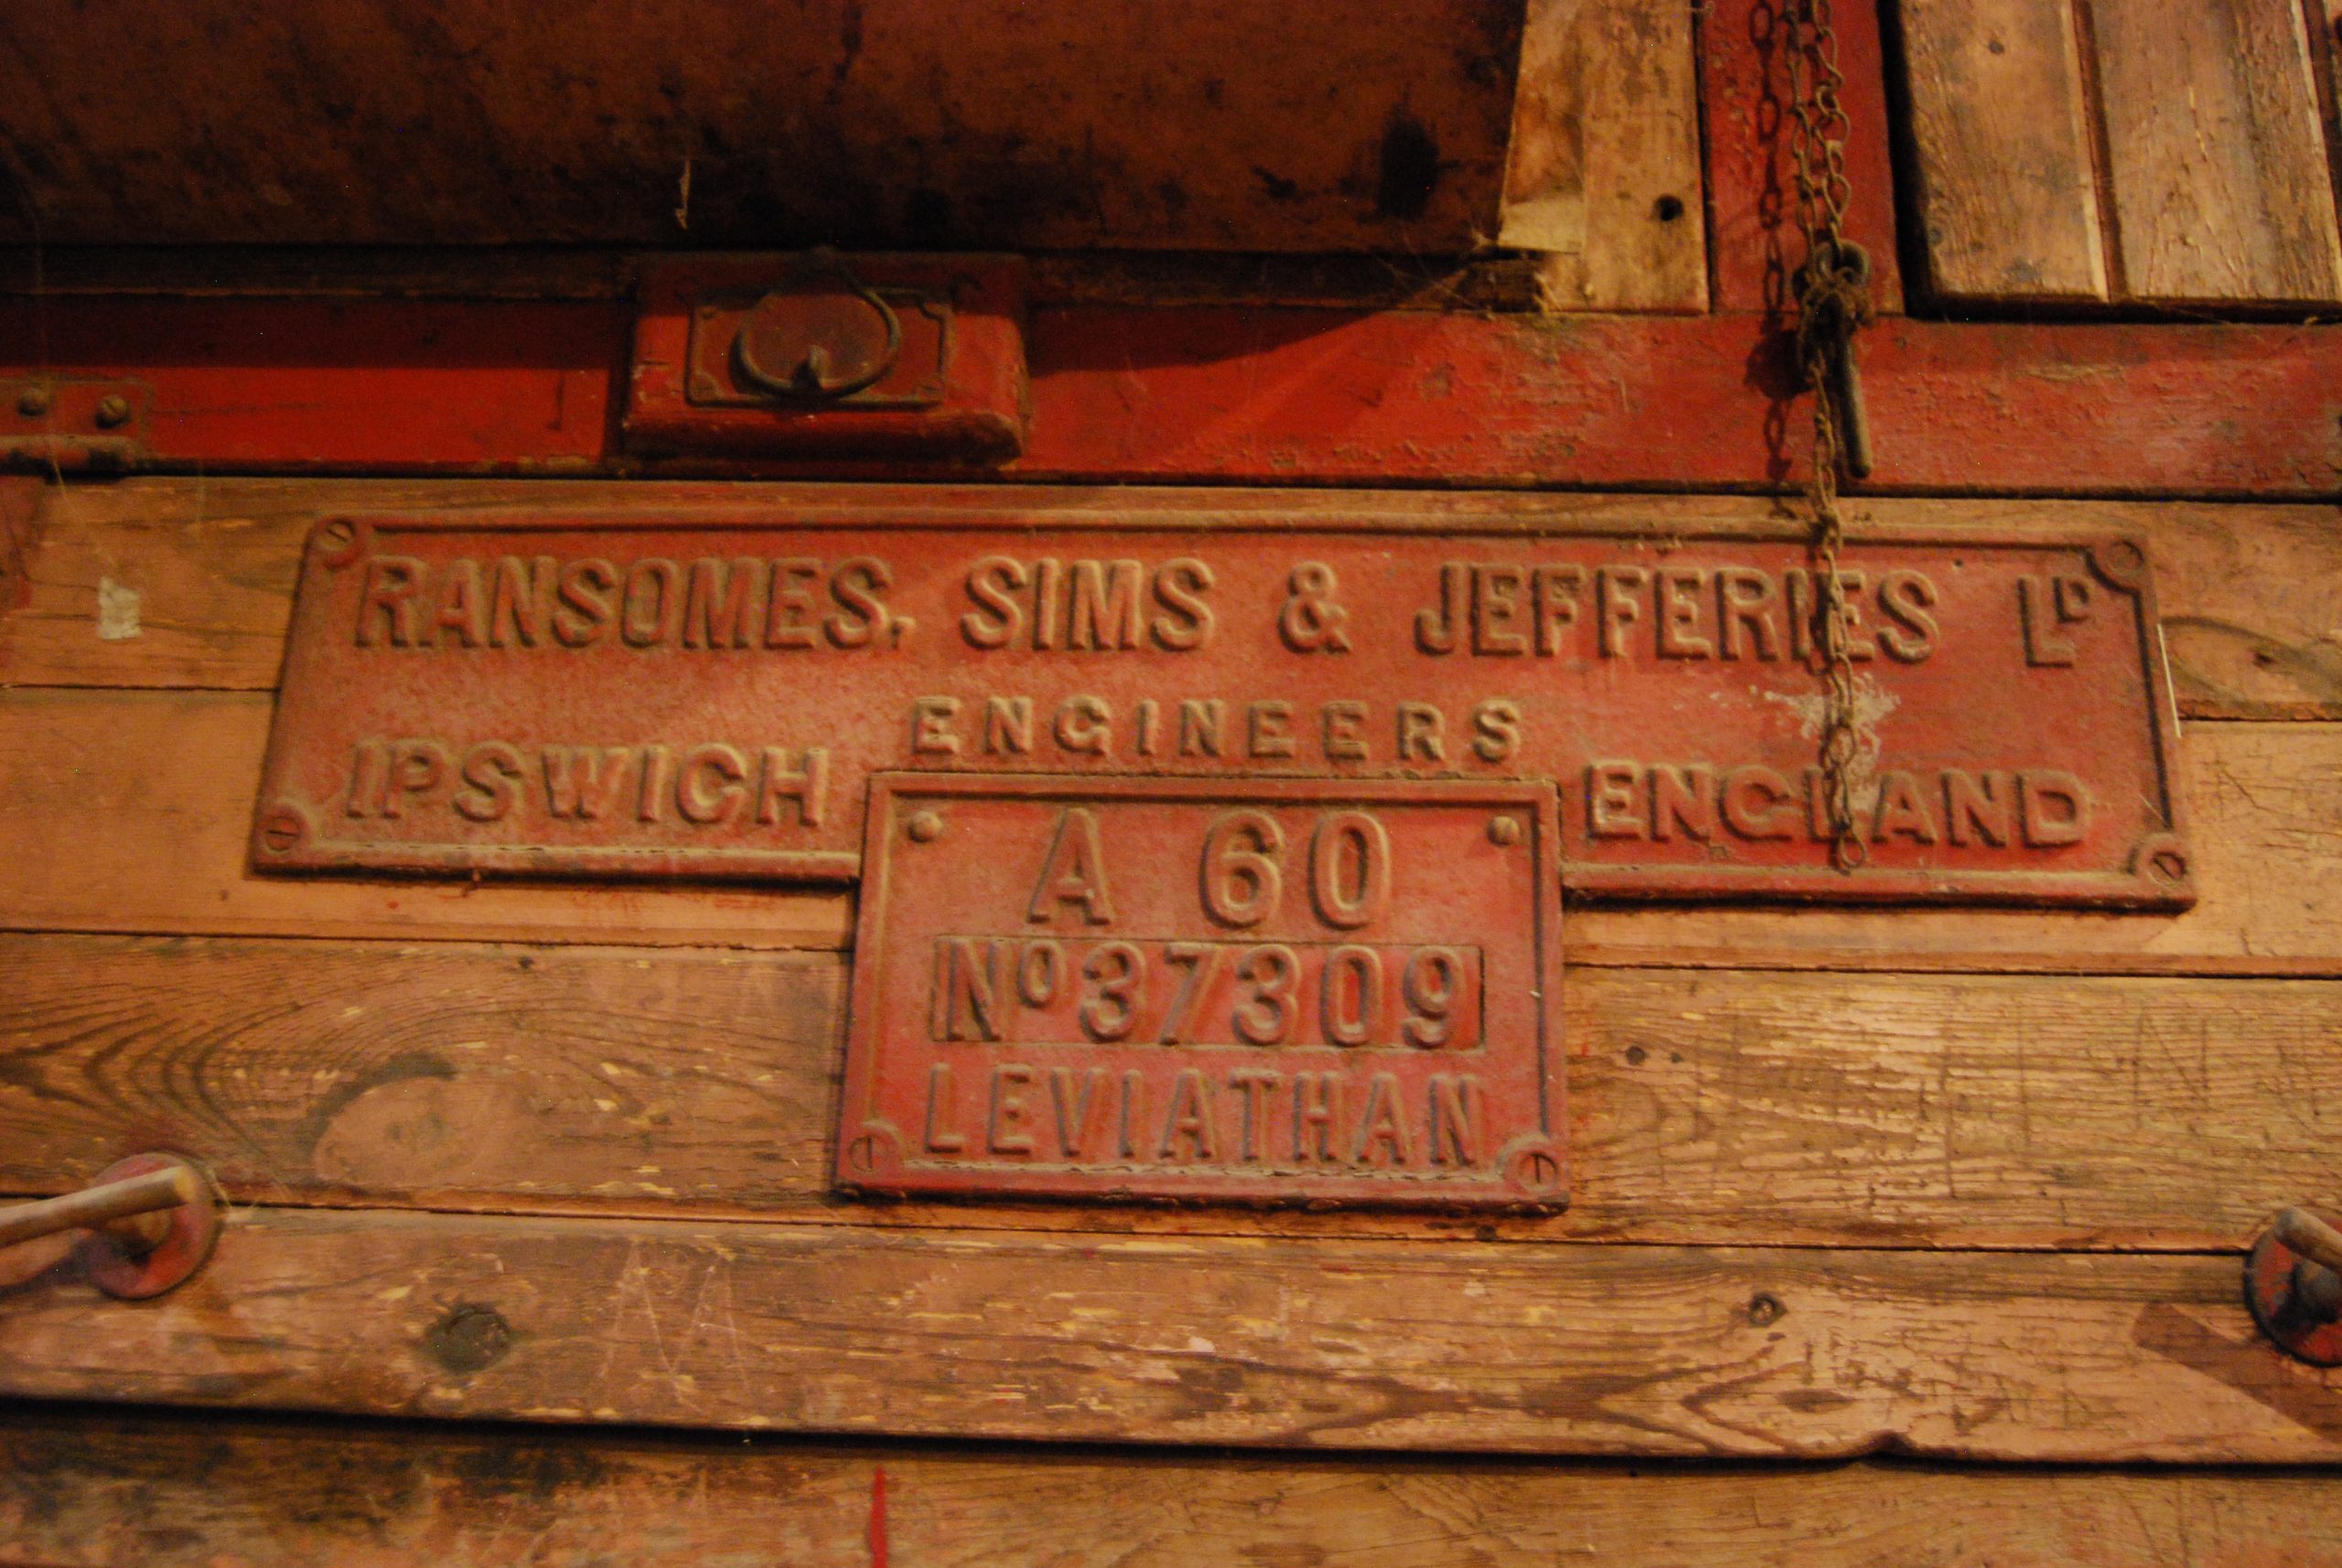 RANSOMES, SIMS & JEFFERIES LD
ENGINEERS
IPSWICH ENGLAND
A 60
No 37309
LEVIATHAN